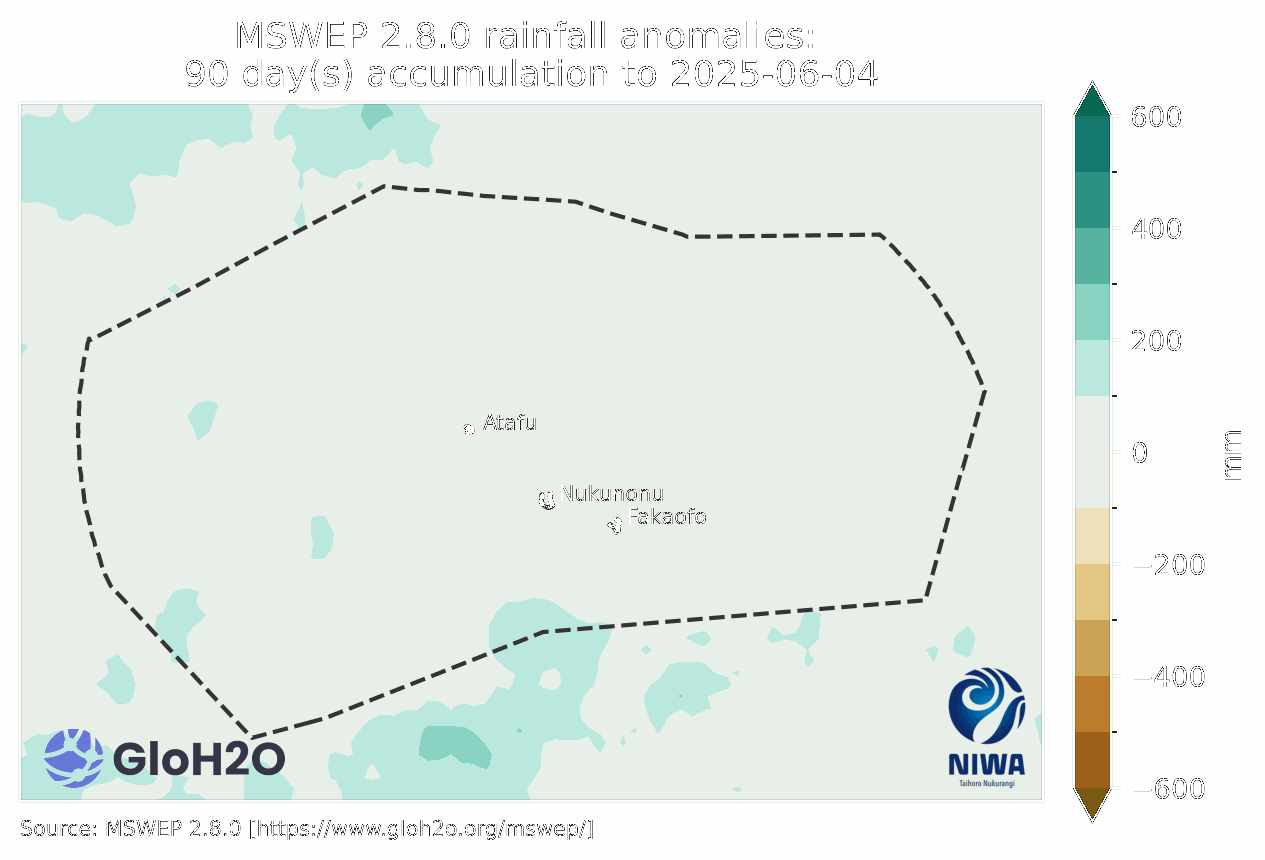 MSWEP 2.8.0 rainfall anomalies:
90 day(s) accumulation to 2025-06-04
600
400
200
0
−200
−400
−600
mm
Atafu
Nukunonu
Fakaofo
GloH2O
NIWA
Taihoro Nukurangi
Source: MSWEP 2.8.0 [https://www.gloh2o.org/mswep/]